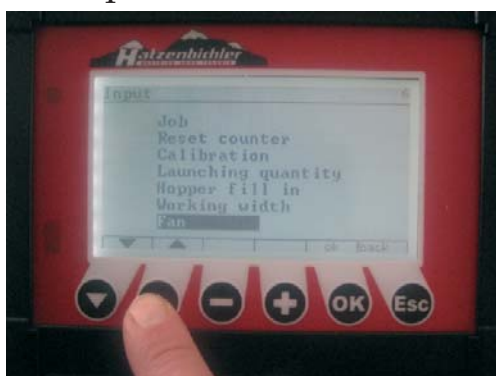 Hatzenbichler
Input 6
Job
Reset counter
Calibration
Launching quantity
Hopper fill in
Working width
Fan
ok back
OK Esc